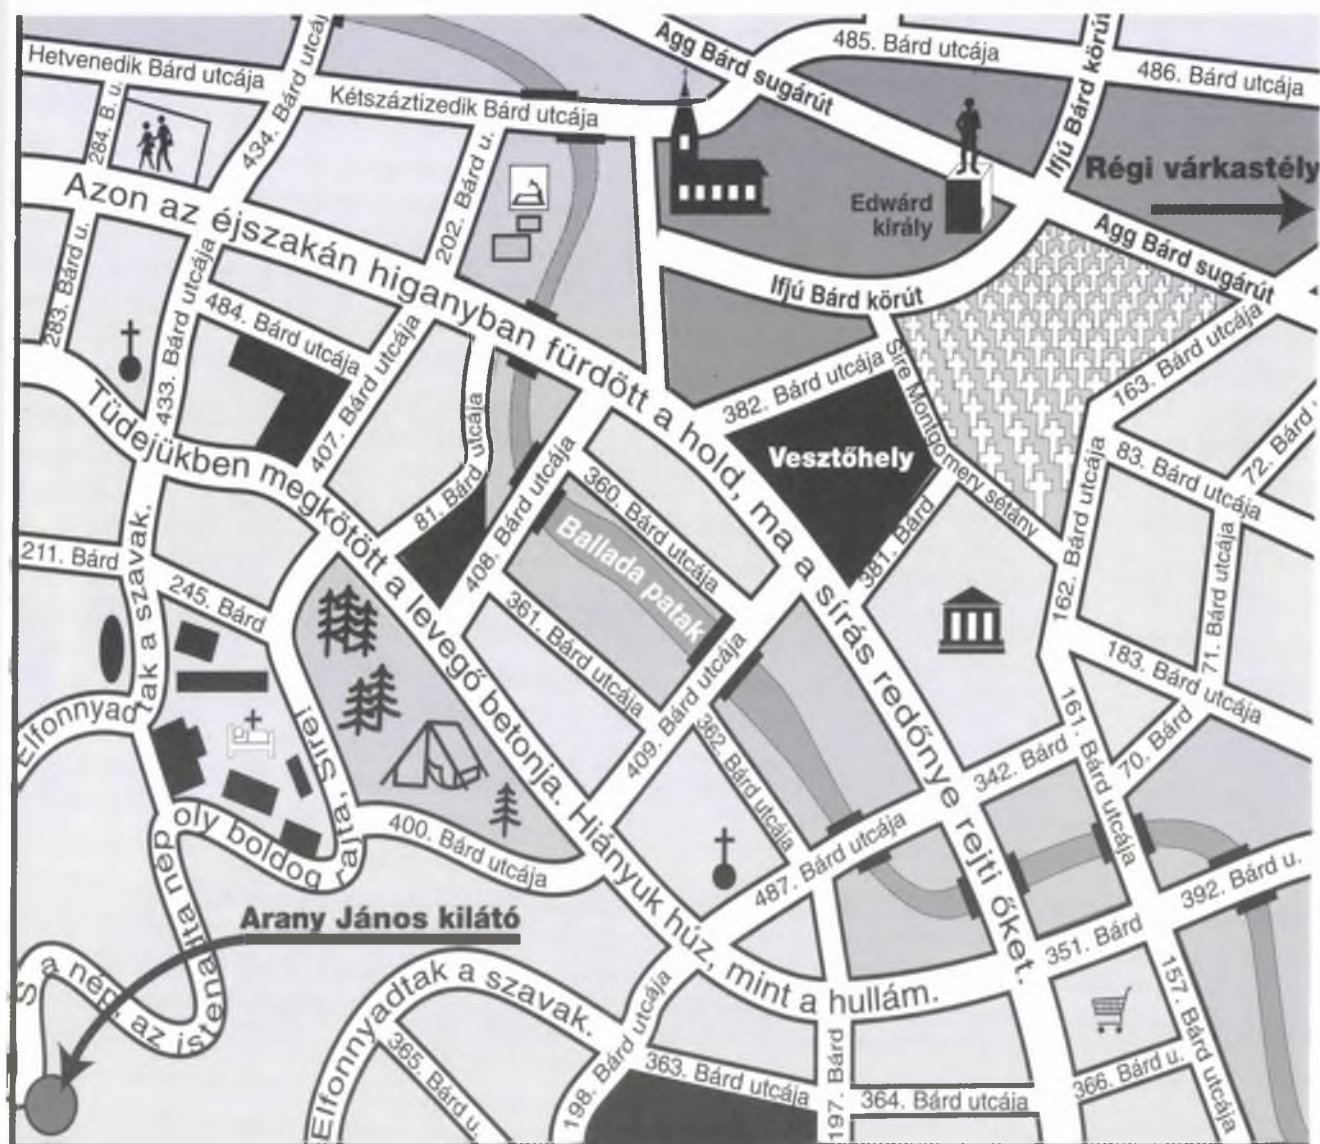 Hetvenedik Bárd utcája
434. Bárd utcája
Kétszáztizedik Bárd utcája
Agg Bárd sugárút
485. Bárd utcája
486. Bárd utcája
Ifjú Bárd körút
284. B. u.
202. Bárd u.
Régi várkastély
Edwárd
király
Agg Bárd sugárút
Azon az éjszakán higanyban fürdött a hold, ma a sírás redőnye rejti őket.
283. Bárd u.
433. Bárd utcája
484. Bárd utcája
407. Bárd utcája
Ifjú Bárd körút
382. Bárd utcája
Sire Montgomery sétány
163. Bárd utcája
Tüdejükben megkötött a levegő betonja. Hiányuk húz, mint a hullám.
81. Bárd utcája
408. Bárd utcája
360. Bárd utcája
Vesztőhely
83. Bárd utcája
72. Bárd u.
381. Bárd
162. Bárd utcája
71. Bárd utcája
211. Bárd
245. Bárd
Ballada patak
361. Bárd utcája
409. Bárd utcája
362. Bárd utcája
183. Bárd utcája
161. Bárd utcája
70. Bárd
342. Bárd
Elfonnyadtak a szavak.
rajta, Sire!
oly boldog
400. Bárd utcája
487. Bárd utcája
392. Bárd u.
351. Bárd
Arany János kilátó
S a nép, az istenadta nép
Elfonnyadtak a szavak.
365. Bárd u.
198. Bárd utcája
363. Bárd utcája
197. Bárd
364. Bárd utcája
366. Bárd u.
157. Bárd utcája